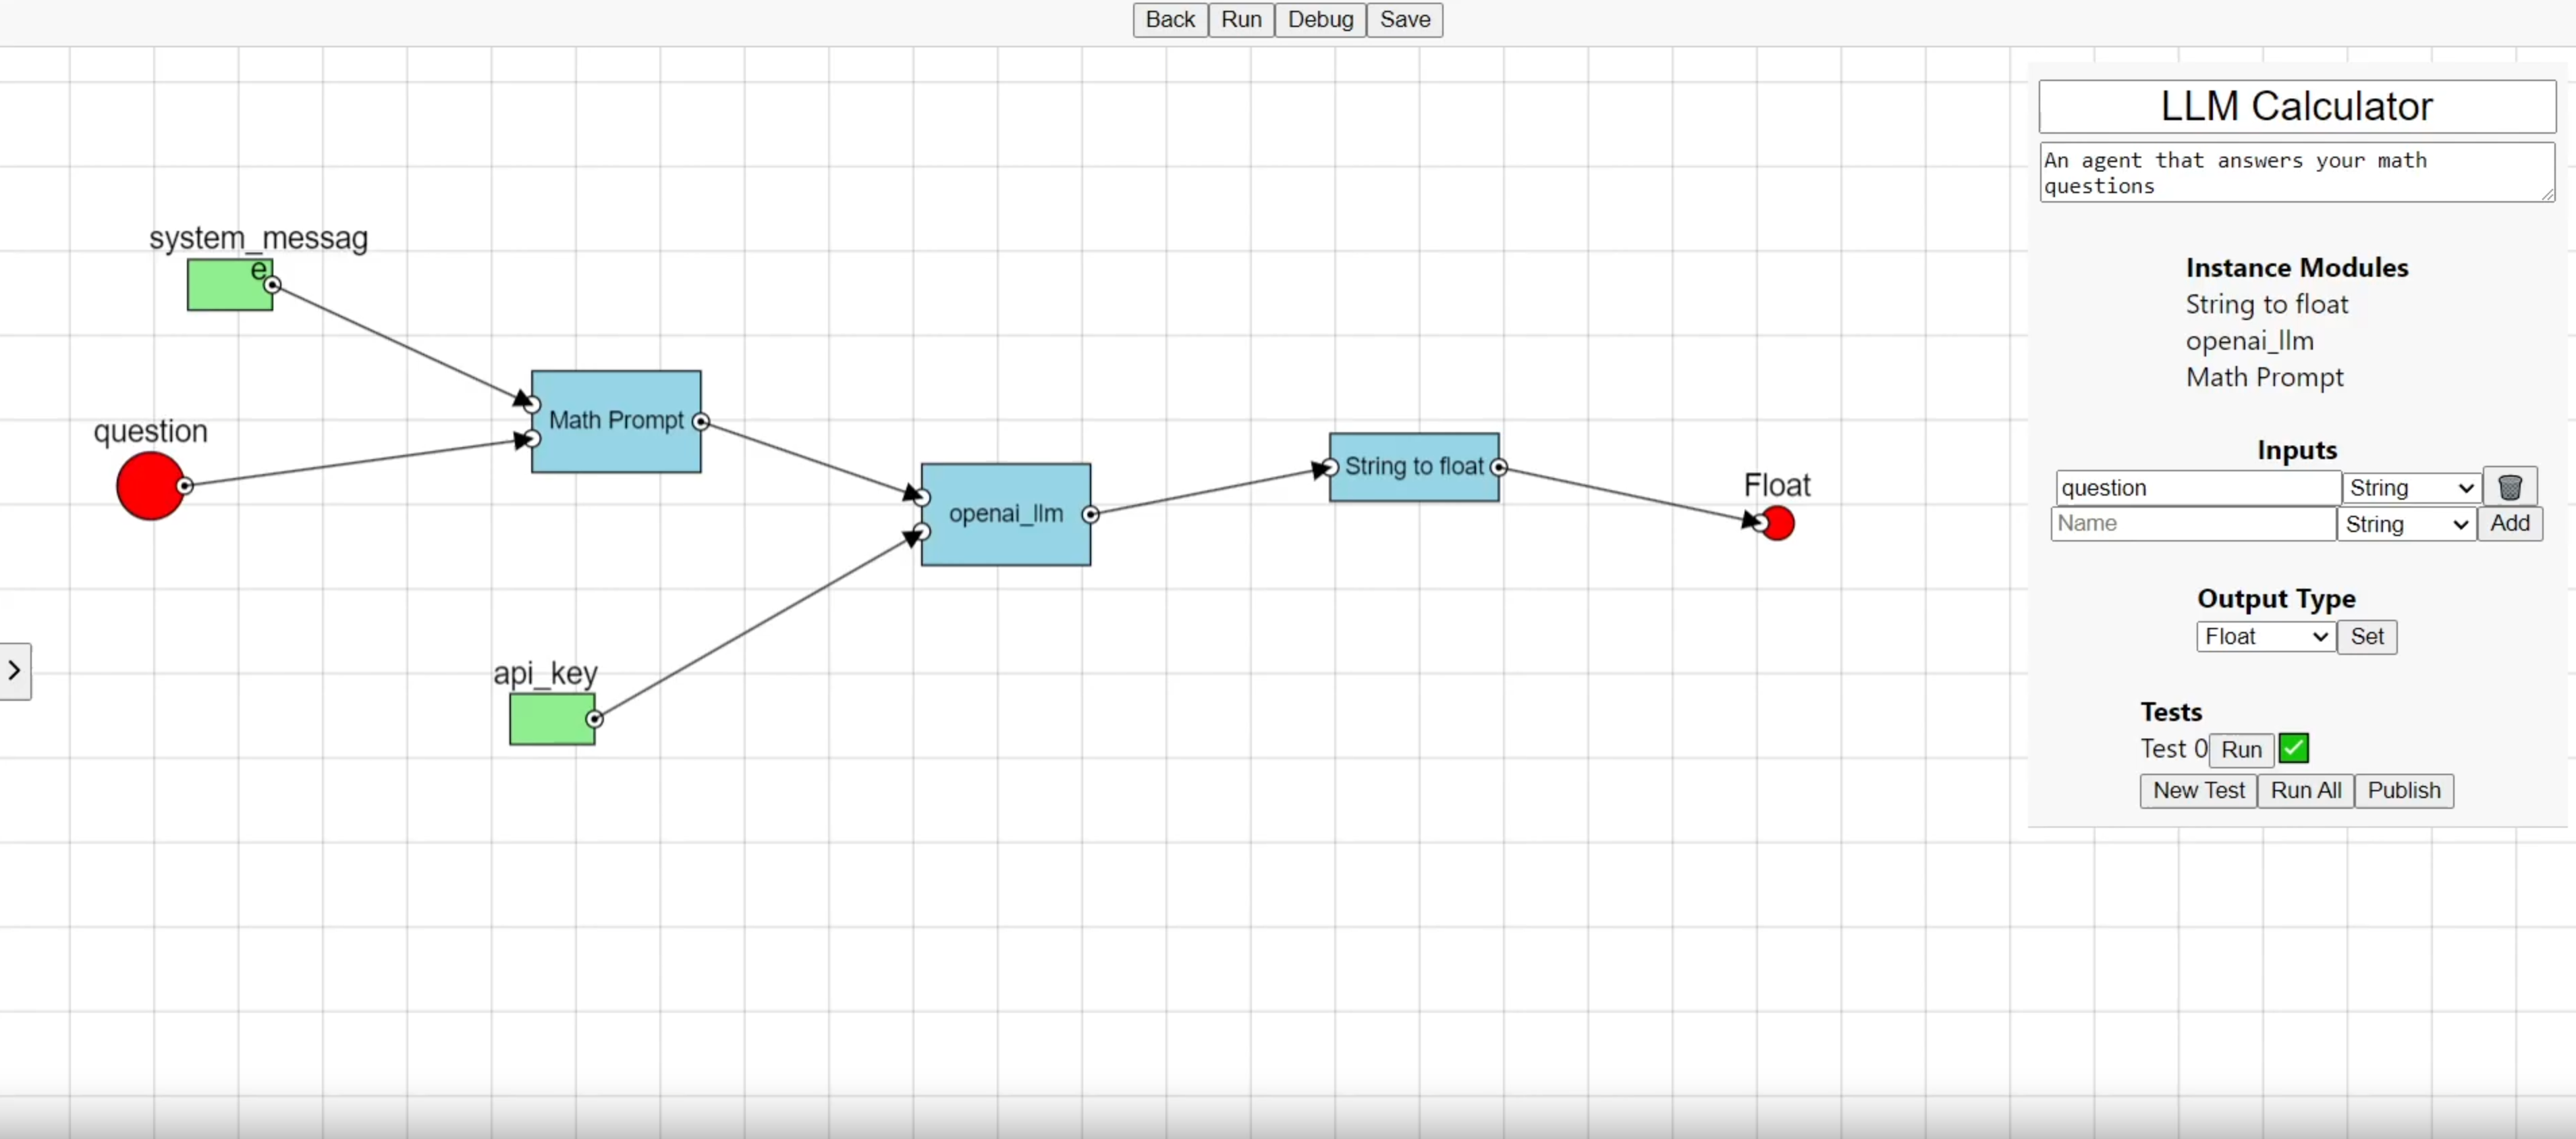 Back Run Debug Save
LLM Calculator
An agent that answers your math
questions
system_messag
e
Instance Modules
String to float
openai_llm
Math Prompt
question
Math Prompt
openai_llm
String to float
Float
api_key
Inputs
question String
Name String Add
Output Type
Float Set
Tests
Test 0 Run
New Test Run All Publish